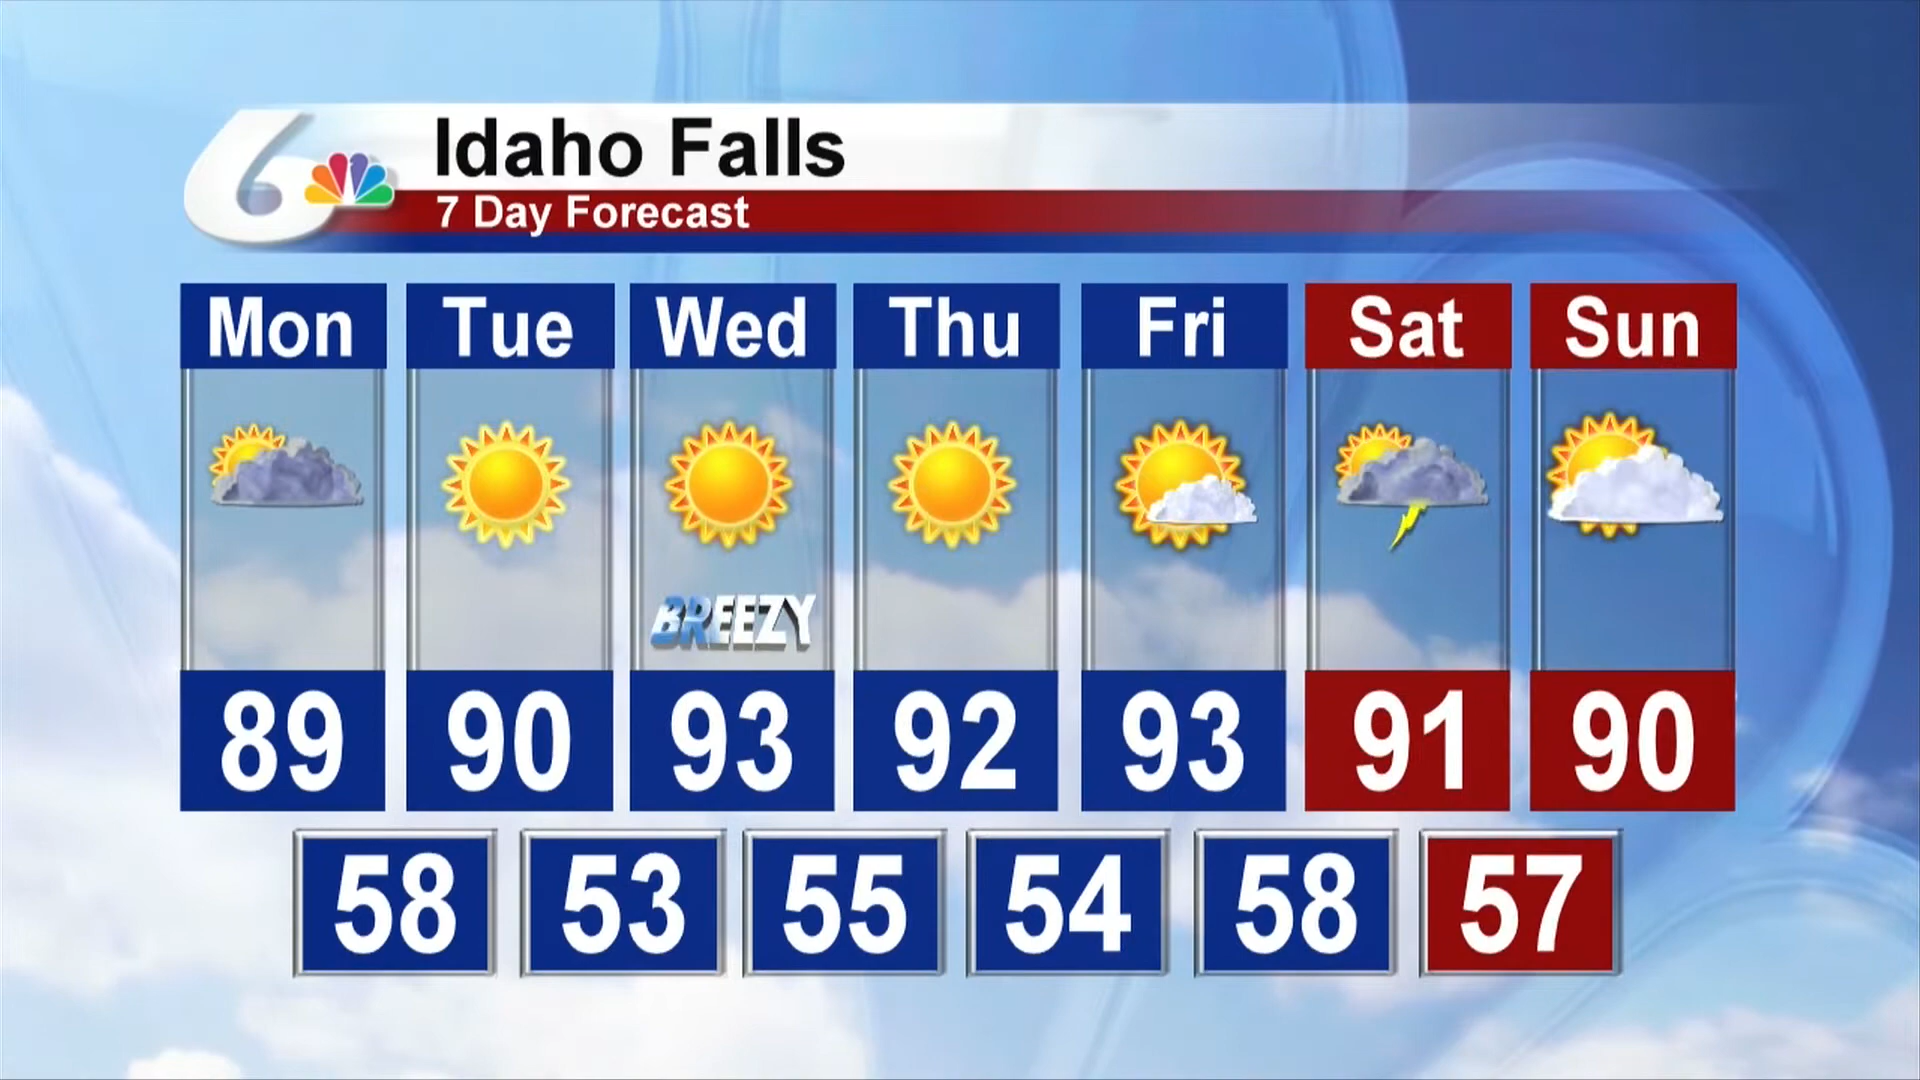 6
Idaho Falls
7 Day Forecast
Mon Tue Wed Thu Fri Sat Sun
BREEZY
89 90 93 92 93 91 90
58 53 55 54 58 57